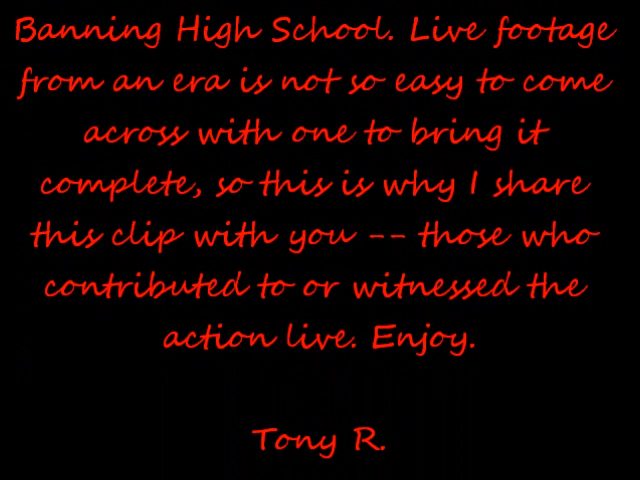 Banning High School. Live footage
from an era is not so easy to come
across with one to bring it
complete, so this is why I share
this clip with you -- those who
contributed to or witnessed the
action live. Enjoy.
Tony R.